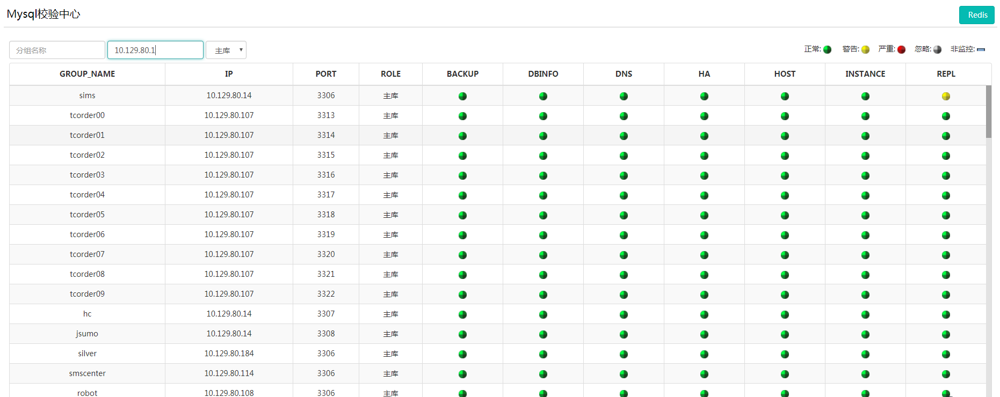 Mysql校验中心
Redis
分组名称 10.129.80.1 主库 正常: 警告: 严重: 忽略: 非监控:
GROUP_NAME IP PORT ROLE BACKUP DBINFO DNS HA HOST INSTANCE REPL
sims 10.129.80.14 3306 主库
tcorder00 10.129.80.107 3313 主库
tcorder01 10.129.80.107 3314 主库
tcorder02 10.129.80.107 3315 主库
tcorder03 10.129.80.107 3316 主库
tcorder04 10.129.80.107 3317 主库
tcorder05 10.129.80.107 3318 主库
tcorder06 10.129.80.107 3319 主库
tcorder07 10.129.80.107 3320 主库
tcorder08 10.129.80.107 3321 主库
tcorder09 10.129.80.107 3322 主库
hc 10.129.80.14 3307 主库
jsumo 10.129.80.14 3308 主库
silver 10.129.80.184 3306 主库
smscenter 10.129.80.114 3306 主库
robot 10.129.80.108 3306 主库